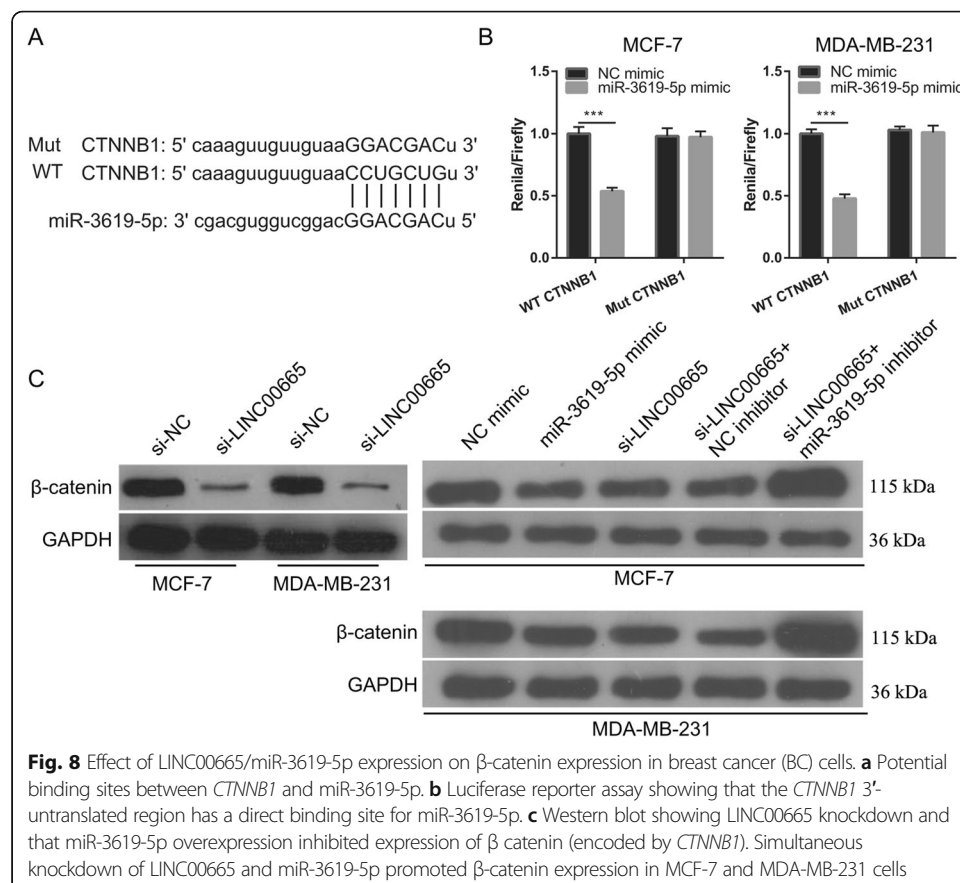 A
Mut CTNNB1: 5' caaaguuguuguaaGGACGACu 3'
WT CTNNB1: 5' caaaguuguuguaaCCUGCUGu 3'
miR-3619-5p: 3' cgacguggucggacGGACGACu 5'
B
MCF-7
NC mimic
miR-3619-5p mimic
Renila/Firefly
1.5
1.0
0.5
0.0
***
WT CTNNB1
Mut CTNNB1
MDA-MB-231
NC mimic
miR-3619-5p mimic
Renila/Firefly
1.5
1.0
0.5
0.0
***
WT CTNNB1
Mut CTNNB1
C
si-NC
si-LINC00665
si-NC
si-LINC00665
β-catenin
GAPDH
MCF-7
MDA-MB-231
NC mimic
miR-3619-5p mimic
si-LINC00665
si-LINC00665+
NC inhibitor
si-LINC00665+
miR-3619-5p inhibitor
115 kDa
36 kDa
MCF-7
β-catenin
115 kDa
GAPDH
36 kDa
MDA-MB-231
Fig. 8 Effect of LINC00665/miR-3619-5p expression on β-catenin expression in breast cancer (BC) cells. a Potential
binding sites between CTNNB1 and miR-3619-5p. b Luciferase reporter assay showing that the CTNNB1 3′-
untranslated region has a direct binding site for miR-3619-5p. c Western blot showing LINC00665 knockdown and
that miR-3619-5p overexpression inhibited expression of β catenin (encoded by CTNNB1). Simultaneous
knockdown of LINC00665 and miR-3619-5p promoted β-catenin expression in MCF-7 and MDA-MB-231 cells